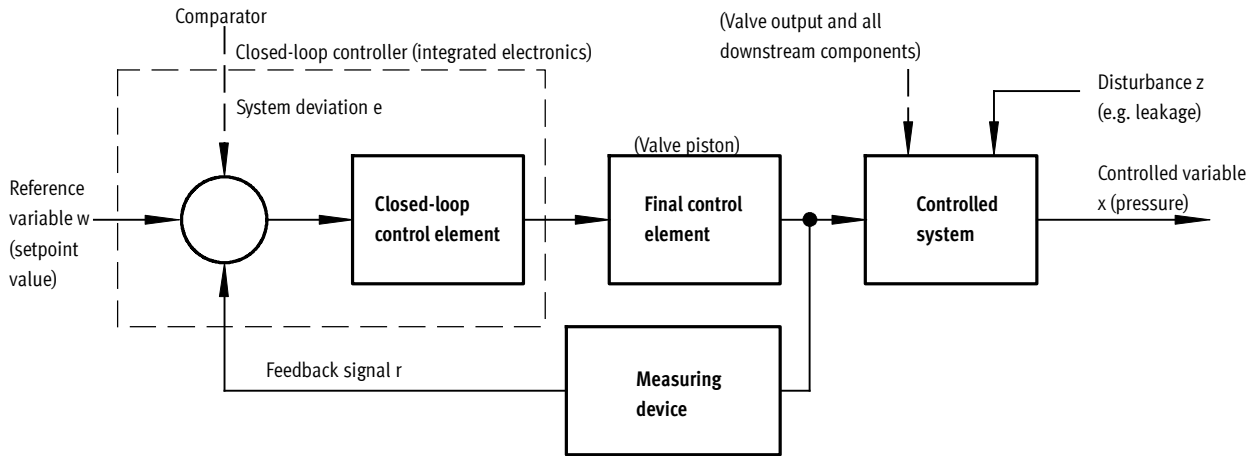 Comparator
Closed-loop controller (integrated electronics)
System deviation e
(Valve output and all
downstream components)
Disturbance z
(e.g. leakage)
(Valve piston)
Reference
variable w
(setpoint
value)
Closed-loop
control element
Final control
element
Controlled
system
Controlled variable
x (pressure)
Feedback signal r
Measuring
device